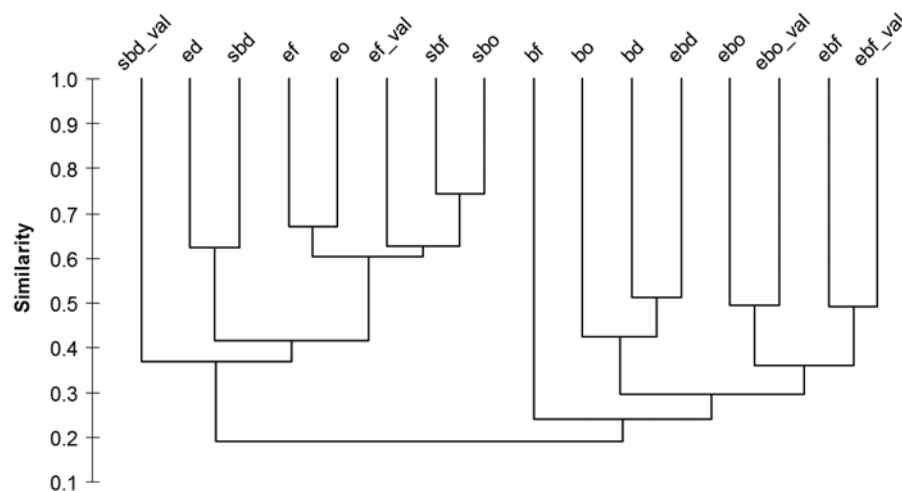 sbd_val
ed
sbd
ef
eo
ef_val
sbf
sbo
bf
bo
bd
ebd
ebo
ebo_val
ebf
ebf_val
1.0
0.9
0.8
0.7
0.6
0.5
0.4
0.3
0.2
0.1
Similarity